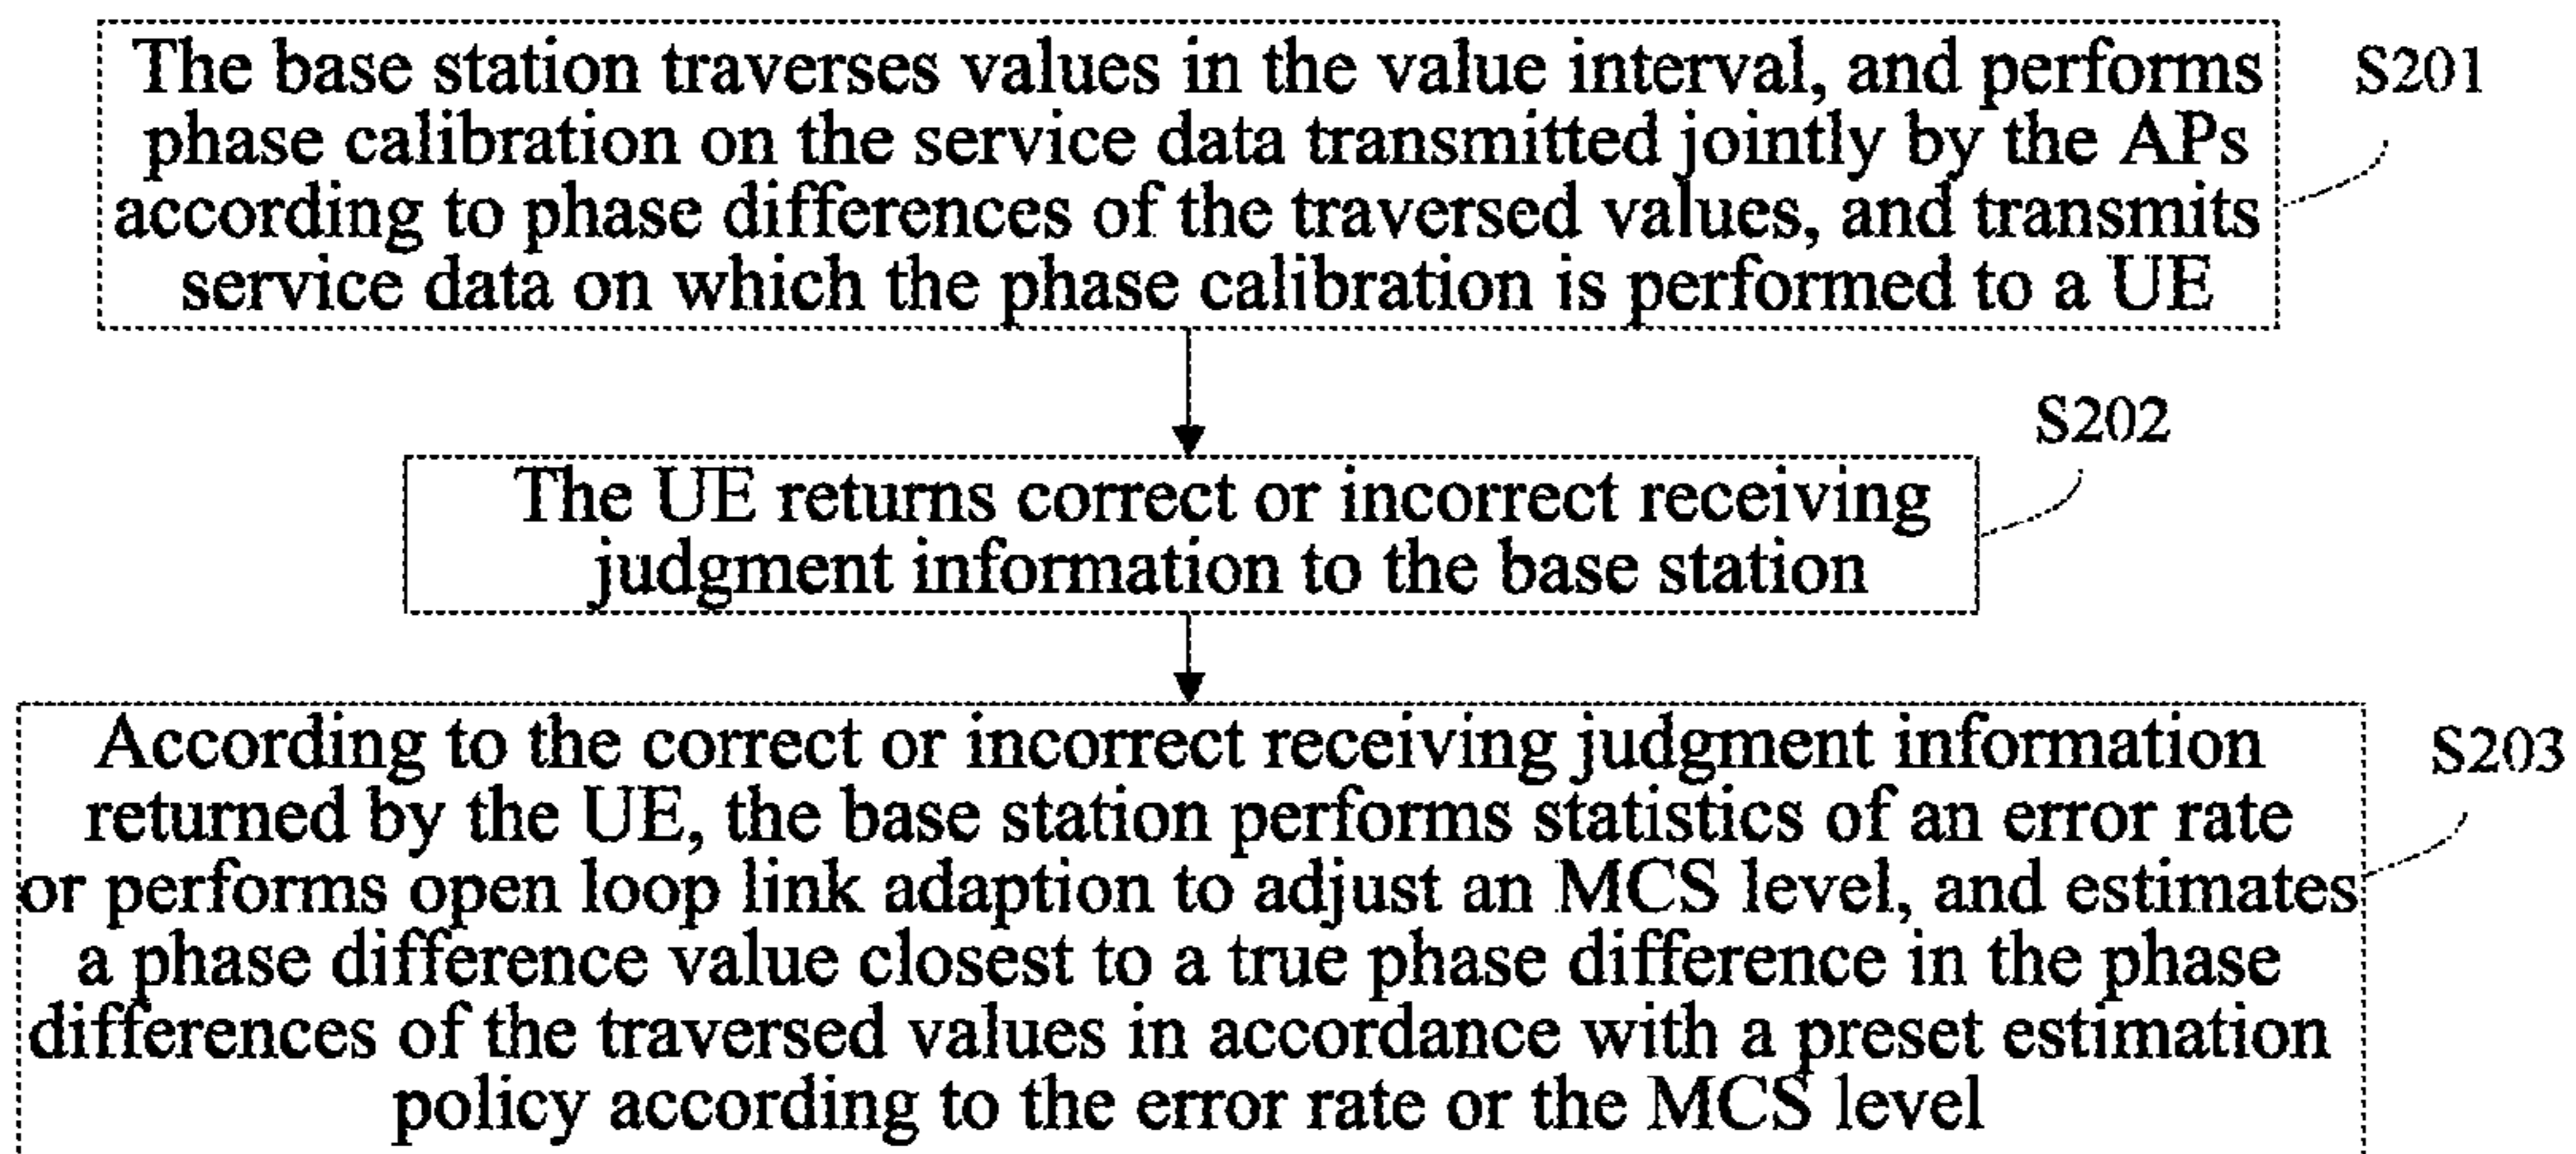 The base station traverses values in the value interval, and performs
phase calibration on the service data transmitted jointly by the APs
according to phase differences of the traversed values, and transmits
service data on which the phase calibration is performed to a UE
S201
S202
The UE returns correct or incorrect receiving
judgment information to the base station
According to the correct or incorrect receiving judgment information
returned by the UE, the base station performs statistics of an error rate
or performs open loop link adaption to adjust an MCS level, and estimates
a phase difference value closest to a true phase difference in the phase
differences of the traversed values in accordance with a preset estimation
policy according to the error rate or the MCS level
S203